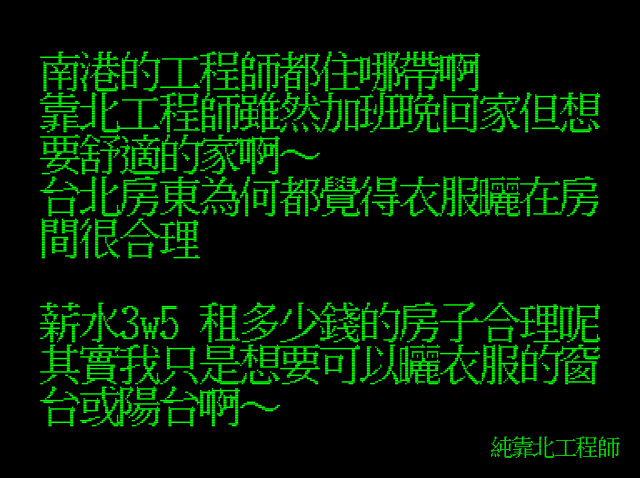 南港的工程師都住哪帶啊
靠北工程師雖然加班晚回家但想
要舒適的家啊～
台北房東為何都覺得衣服曬在房
間很合理
薪水3w5 租多少錢的房子合理呢
其實我只是想要可以曬衣服的窗
台或陽台啊～
純靠北工程師